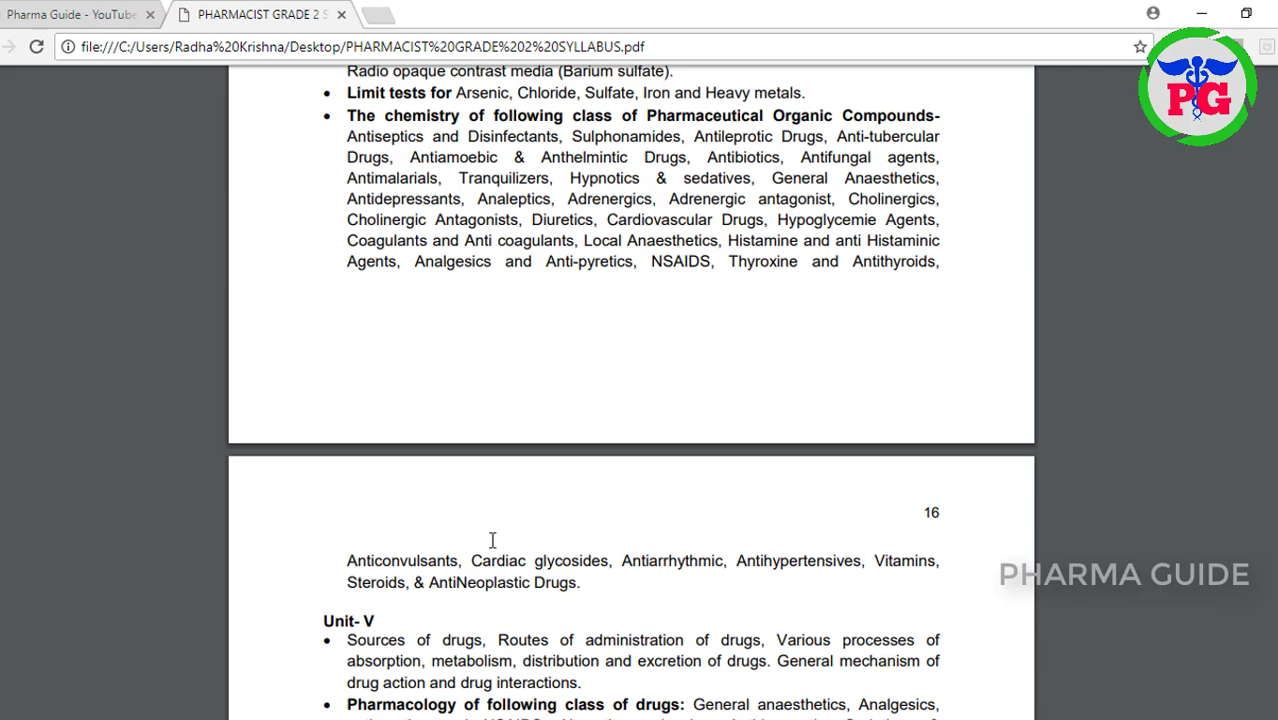 Pharma Guide - YouTube
PHARMACIST GRADE 2 S
file:///C:/Users/Radha%20Krishna/Desktop/PHARMACIST%20GRADE%202%20SYLLABUS.pdf
PG
Radio opaque contrast media (Barium sulfate).
• Limit tests for Arsenic, Chloride, Sulfate, Iron and Heavy metals.
• The chemistry of following class of Pharmaceutical Organic Compounds-
Antiseptics and Disinfectants, Sulphonamides, Antileprotic Drugs, Anti-tubercular
Drugs, Antiamoebic & Anthelmintic Drugs, Antibiotics, Antifungal agents,
Antimalarials, Tranquilizers, Hypnotics & sedatives, General Anaesthetics,
Antidepressants, Analeptics, Adrenergics, Adrenergic antagonist, Cholinergics,
Cholinergic Antagonists, Diuretics, Cardiovascular Drugs, Hypoglycemie Agents,
Coagulants and Anti coagulants, Local Anaesthetics, Histamine and anti Histaminic
Agents, Analgesics and Anti-pyretics, NSAIDS, Thyroxine and Antithyroids,
16
Anticonvulsants, Cardiac glycosides, Antiarrhythmic, Antihypertensives, Vitamins,
Steroids, & AntiNeoplastic Drugs.
PHARMA GUIDE
Unit- V
• Sources of drugs, Routes of administration of drugs, Various processes of
absorption, metabolism, distribution and excretion of drugs. General mechanism of
drug action and drug interactions.
• Pharmacology of following class of drugs: General anaesthetics, Analgesics,